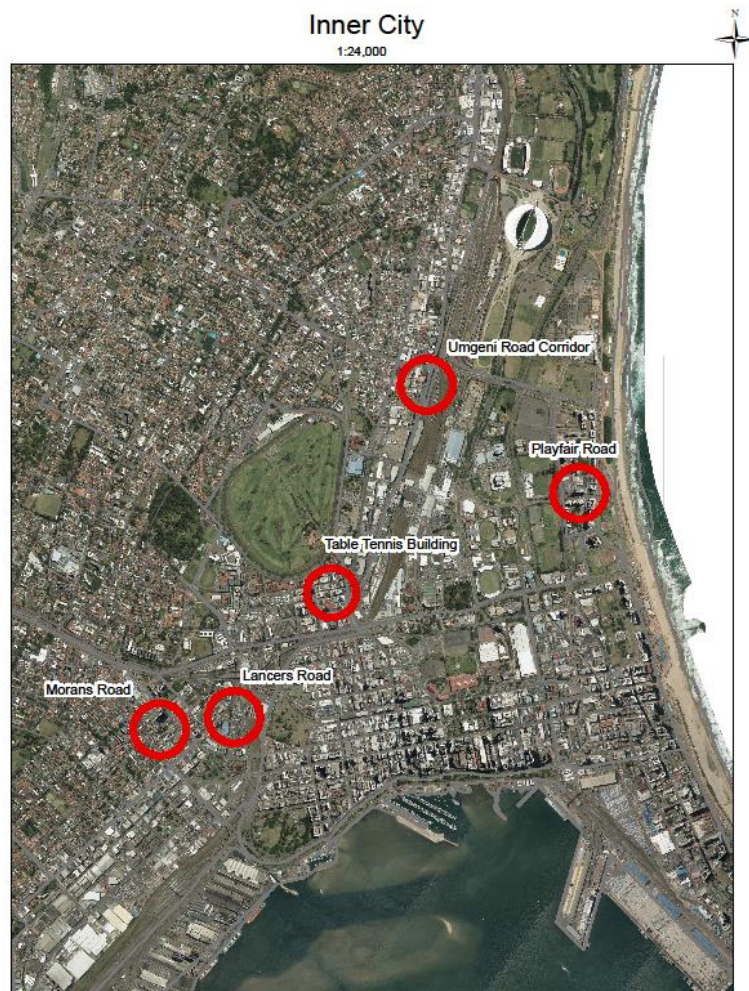 Inner City
1:24,000
N
Umgeni Road Corridor
Playfair Road
Table Tennis Building
Lancers Road
Morans Road